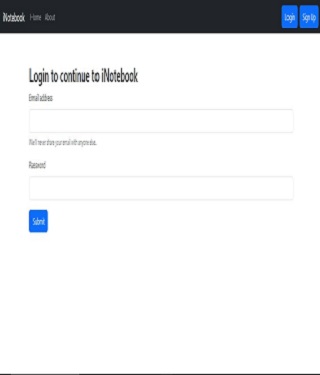 iNotebook Home About Login Sign Up
Login to continue to iNotebook
Email address
We'll never share your email with anyone else.
Password
Submit